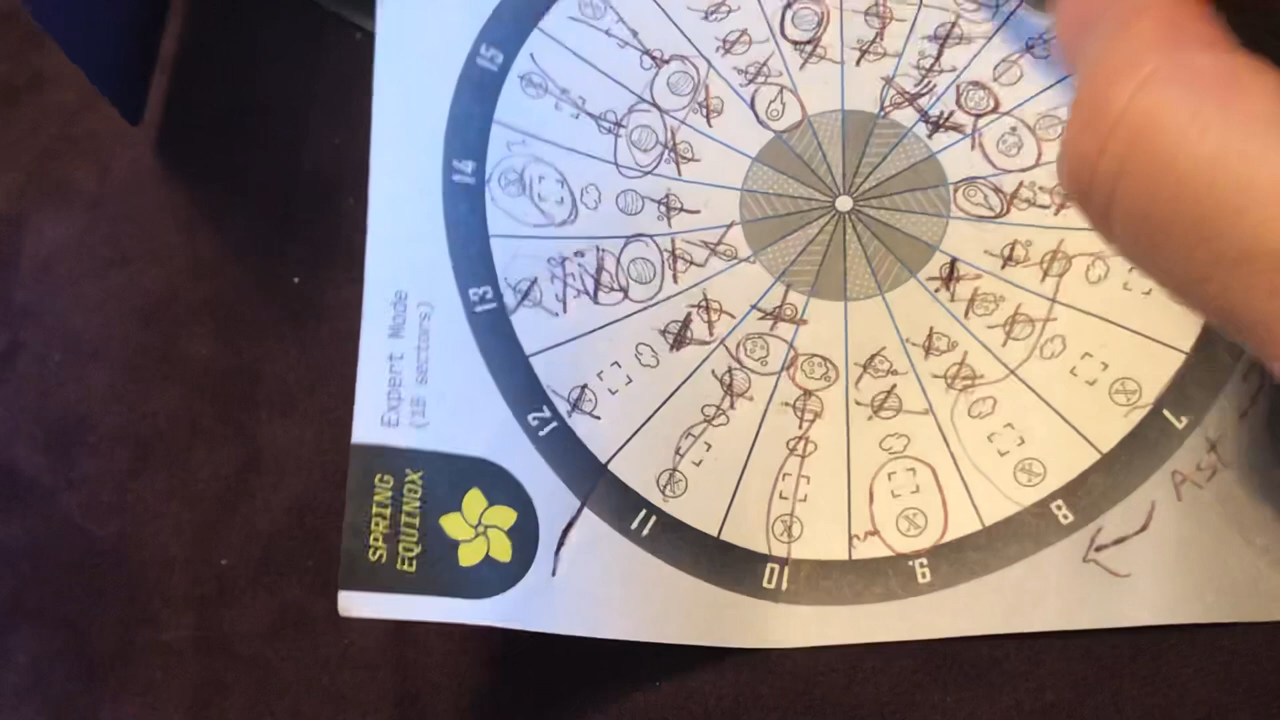 Expert Mode
(18 sectors)
SPRING
EQUINOX
15
14
13
12
11
10
9
8
7
Ast